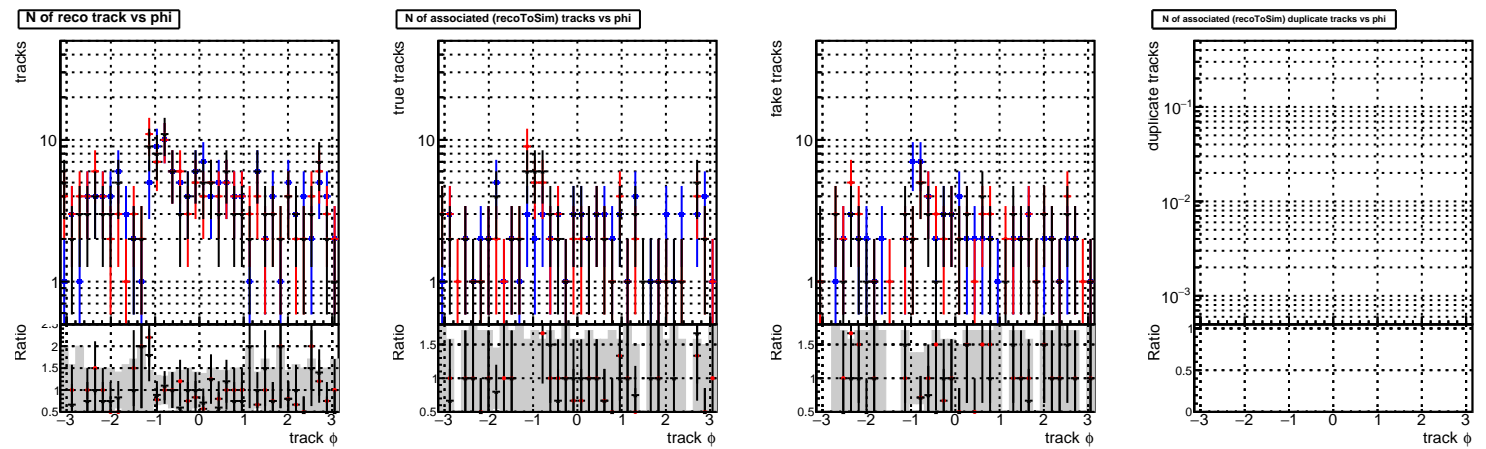 N of reco track vs phi
tracks
10
1
Ratio
2.5
2
1.5
1
0.5
−3 −2 −1 0 1 2 3
track φ
N of associated (recoToSim) tracks vs phi
true tracks
10
1
Ratio
1.5
1
0.5
−3 −2 −1 0 1 2 3
track φ
fake tracks
10
1
Ratio
1.5
1
0.5
−3 −2 −1 0 1 2 3
track φ
N of associated (recoToSim) duplicate tracks vs phi
duplicate tracks
10⁻¹
10⁻²
10⁻³
Ratio
1
0.5
0
−3 −2 −1 0 1 2 3
track φ